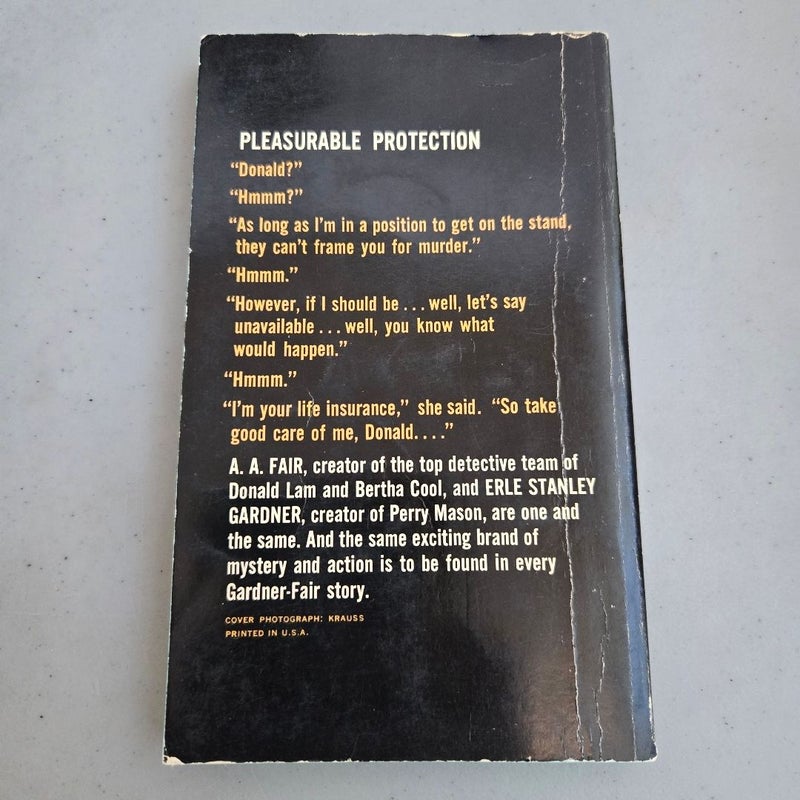 PLEASURABLE PROTECTION
“Donald?”
“Hmmm?”
“As long as I’m in a position to get on the stand,
they can’t frame you for murder.”
“Hmmm.”
“However, if I should be . . . well, let’s say
unavailable . . . well, you know what
would happen.”
“Hmmm.”
“I’m your life insurance,” she said. “So take
good care of me, Donald. . . .”
A. A. FAIR, creator of the top detective team of
Donald Lam and Bertha Cool, and ERLE STANLEY
GARDNER, creator of Perry Mason, are one and
the same. And the same exciting brand of
mystery and action is to be found in every
Gardner-Fair story.
COVER PHOTOGRAPH: KRAUSS
PRINTED IN U.S.A.